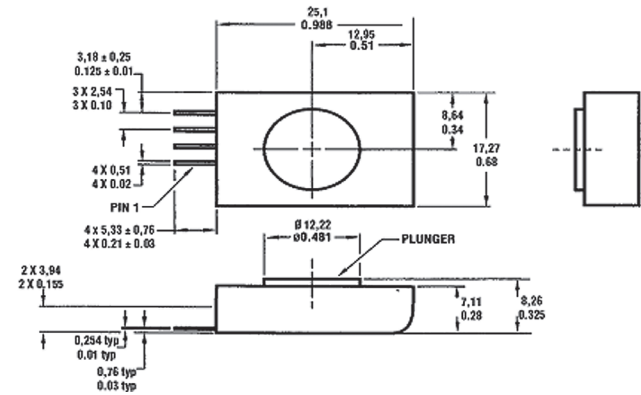 25,1
0.988
12,95
0.51
3,18 ± 0,25
0.125 ± 0.01
3 X 2,54
3 X 0.10
8,64
0.34
17,27
0.68
4 X 0,51
4 X 0.02
PIN 1
4 x 5,33 ± 0,76
4 X 0.21 ± 0.03
Ø 12,22
Ø0.481
PLUNGER
2 X 3,94
2 X 0.155
7,11
0.28
8,26
0.325
0,254 typ
0.01 typ
0,76 typ
0.03 typ